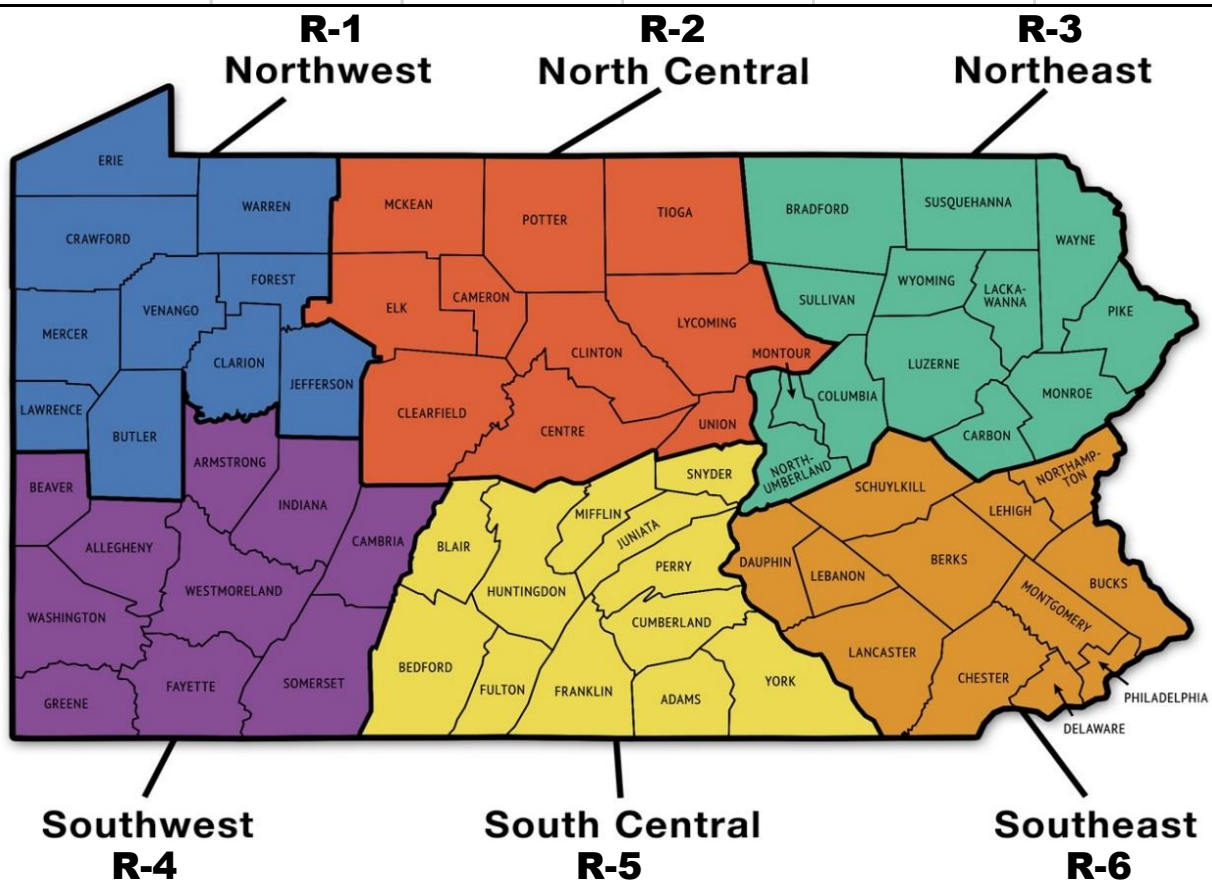 R-1
Northwest
R-2
North Central
R-3
Northeast
ERIE
WARREN
CRAWFORD
FOREST
VENANGO
MERCER
CLARION
JEFFERSON
LAWRENCE
BUTLER
MCKEAN
POTTER
TIOGA
ELK
CAMERON
LYCOMING
CLINTON
CLEARFIELD
CENTRE
UNION
BRADFORD
SUSQUEHANNA
WAYNE
WYOMING
LACKA-
WANNA
SULLIVAN
PIKE
MONTOUR
LUZERNE
COLUMBIA
MONROE
CARBON
NORTH-
UMBERLAND
ARMSTRONG
BEAVER
INDIANA
ALLEGHENY
CAMBRIA
WESTMORELAND
WASHINGTON
SOMERSET
FAYETTE
GREENE
SNYDER
MIFFLIN
JUNIATA
BLAIR
PERRY
HUNTINGDON
CUMBERLAND
BEDFORD
FULTON
FRANKLIN
ADAMS
YORK
NORTHAMP-
TON
SCHUYLKILL
LEHIGH
DAUPHIN
LEBANON
BERKS
BUCKS
MONTGOMERY
LANCASTER
CHESTER
PHILADELPHIA
DELAWARE
Southwest
R-4
South Central
R-5
Southeast
R-6